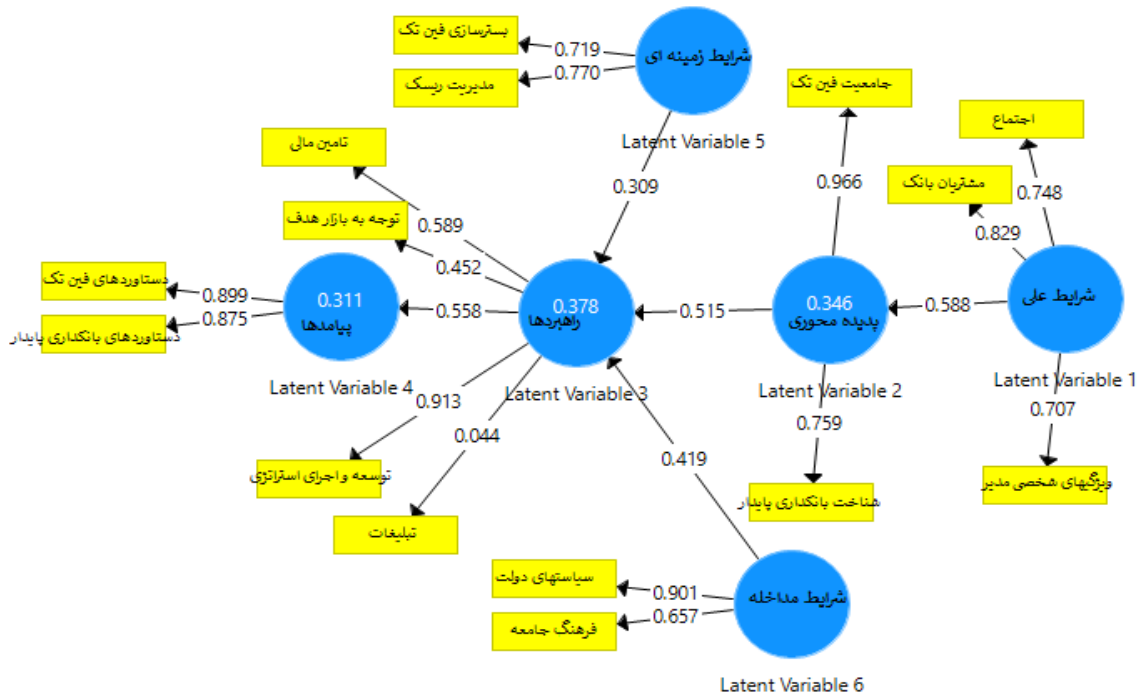 بسترسازی فین تک
0.719
مدیریت ریسک
0.770
شرایط زمینه ای
Latent Variable 5
جامعیت فین تک
اجتماع
تامین مالی
مشتریان بانک
0.748
0.966
0.309
0.829
0.589
توجه به بازار هدف
0.452
دستاوردهای فین تک
0.899
0.875
دستاوردهای بانکداری پایدار
0.311
پیامدها
Latent Variable 4
0.558
0.378
راهبردها
Latent Variable 3
0.515
0.346
پدیده محوری
Latent Variable 2
0.588
شرایط علی
Latent Variable 1
0.913
0.044
0.759
0.707
0.419
توسعه و اجرای استراتژی
تبلیغات
شناخت بانکداری پایدار
ویژگیهای شخصی مدیر
سیاستهای دولت
0.901
فرهنگ جامعه
0.657
شرایط مداخله
Latent Variable 6